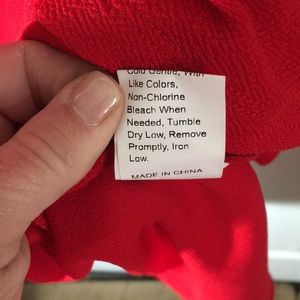 Cold Gentle, With
Like Colors,
Non-Chlorine
Bleach When
Needed, Tumble
Dry Low, Remove
Promptly, Iron
Low.
MADE IN CHINA